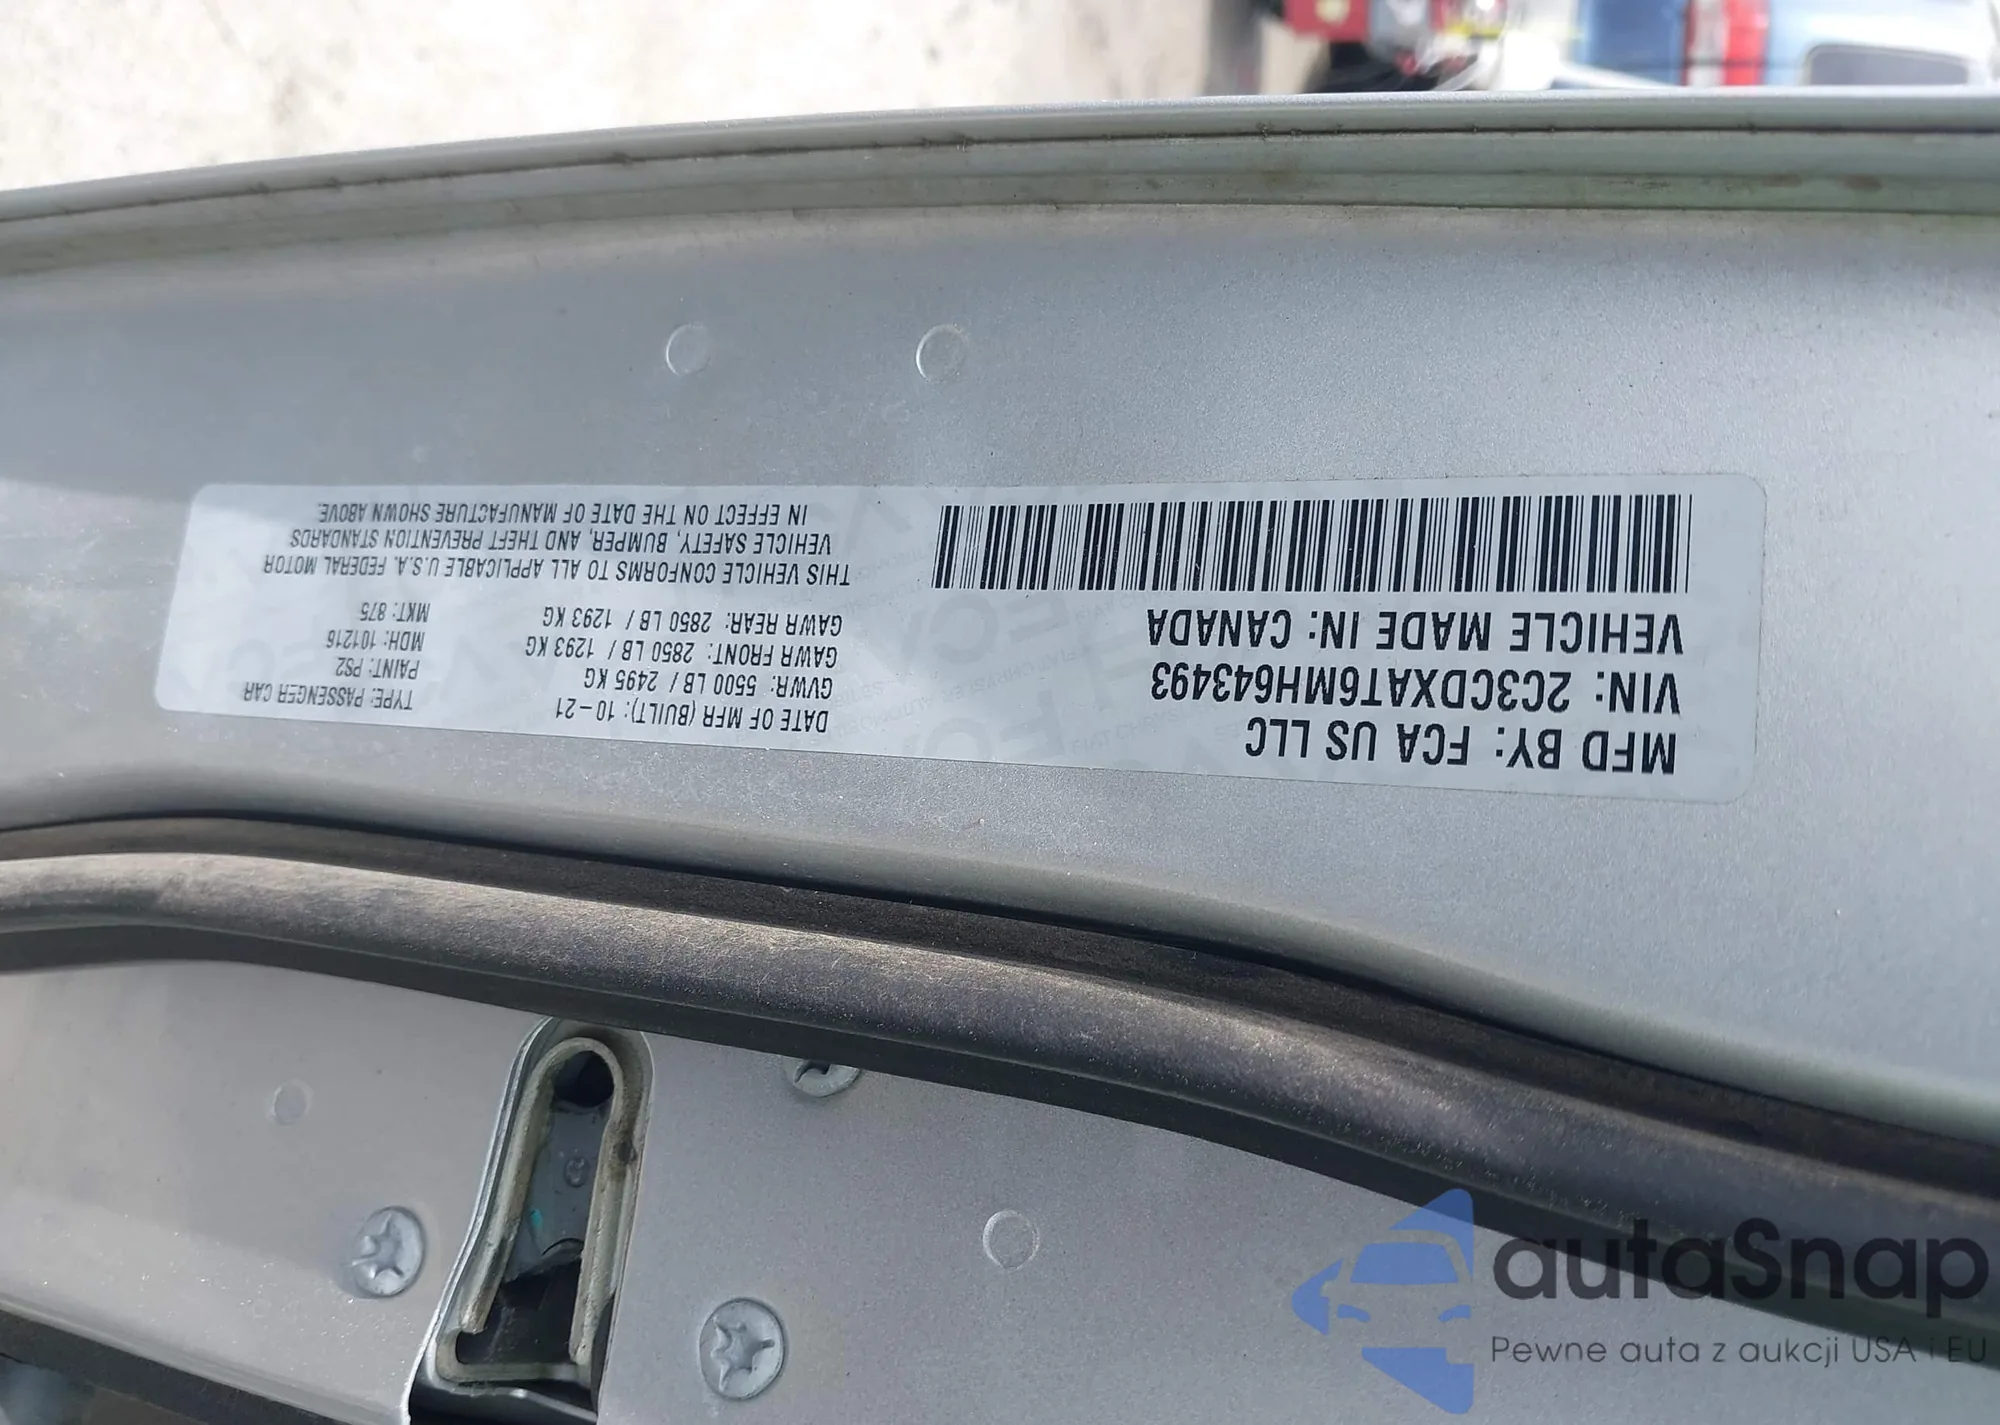 MFD BY: FCA US LLC
VIN: 2C3CDXAT6MH643493
VEHICLE MADE IN: CANADA
DATE OF MFR (BUILT): 10-21
GVWR: 5500 LB / 2495 KG
GAWR FRONT: 2850 LB / 1293 KG
GAWR REAR: 2850 LB / 1293 KG
TYPE: PASSENGER CAR
PAINT: PS2
MDH: 101216
MKT: 875
THIS VEHICLE CONFORMS TO ALL APPLICABLE U.S.A. FEDERAL MOTOR
VEHICLE SAFETY, BUMPER, AND THEFT PREVENTION STANDARDS
IN EFFECT ON THE DATE OF MANUFACTURE SHOWN ABOVE.
autaSnap
Pewne auta z aukcji USA i EU